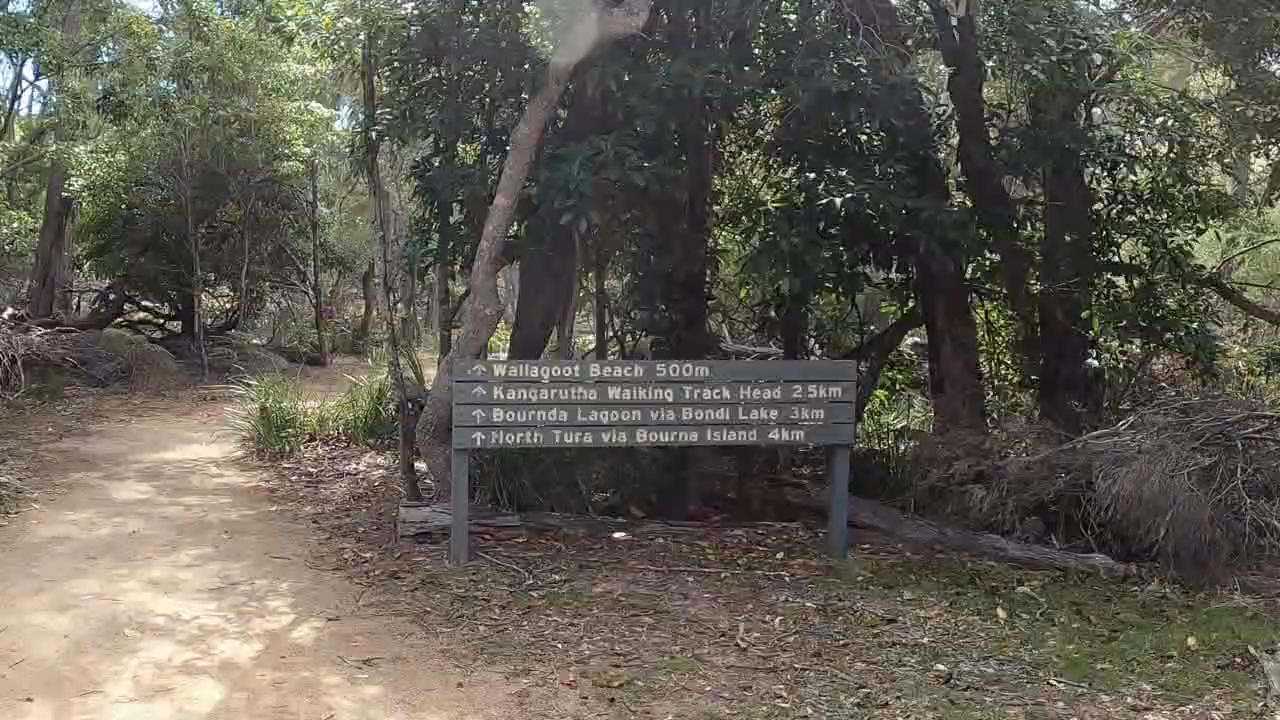 ↑ Wallagoot Beach 500m
↑ Kangarutha Walking Track Head 2.5km
↑ Bournda Lagoon via Bondi Lake 3km
↑ North Tura via Bourna Island 4km